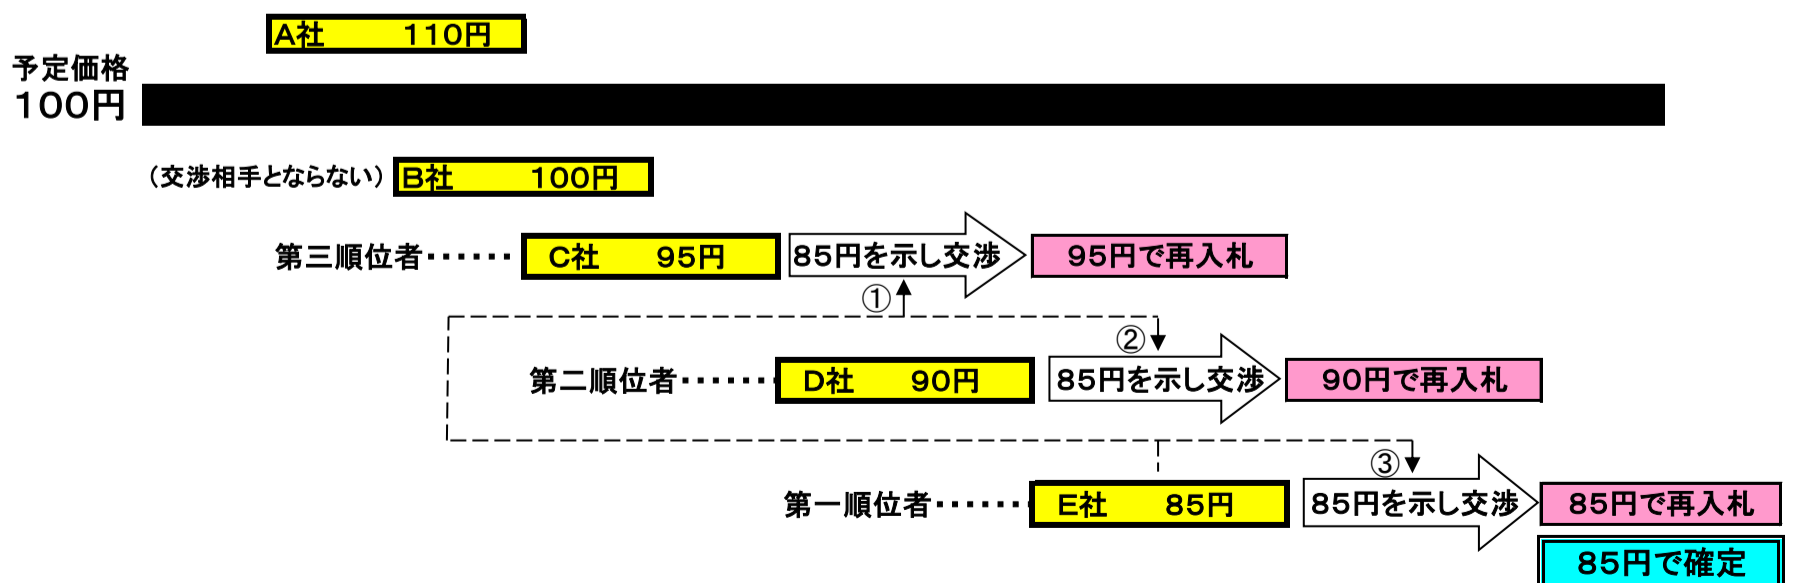 A社 110円
予定価格
100円
(交渉相手とならない) B社 100円
第三順位者・・・・・・ C社 95円 85円を示し交渉 95円で再入札
①
②
第二順位者・・・・・・・ D社 90円 85円を示し交渉 90円で再入札
③
第一順位者・・・・・・・ E社 85円 85円を示し交渉 85円で再入札
85円で確定